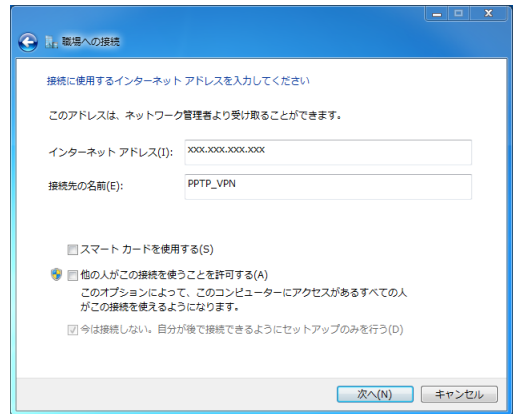 職場への接続
接続に使用するインターネット アドレスを入力してください
このアドレスは、ネットワーク管理者より受け取ることができます。
インターネット アドレス(I): xxx.xxx.xxx.xxx
接続先の名前(E): PPTP_VPN
スマート カードを使用する(S)
他の人がこの接続を使うことを許可する(A)
このオプションによって、このコンピューターにアクセスがあるすべての人
がこの接続を使えるようになります。
今は接続しない。自分が後で接続できるようにセットアップのみを行う(D)
次へ(N) キャンセル